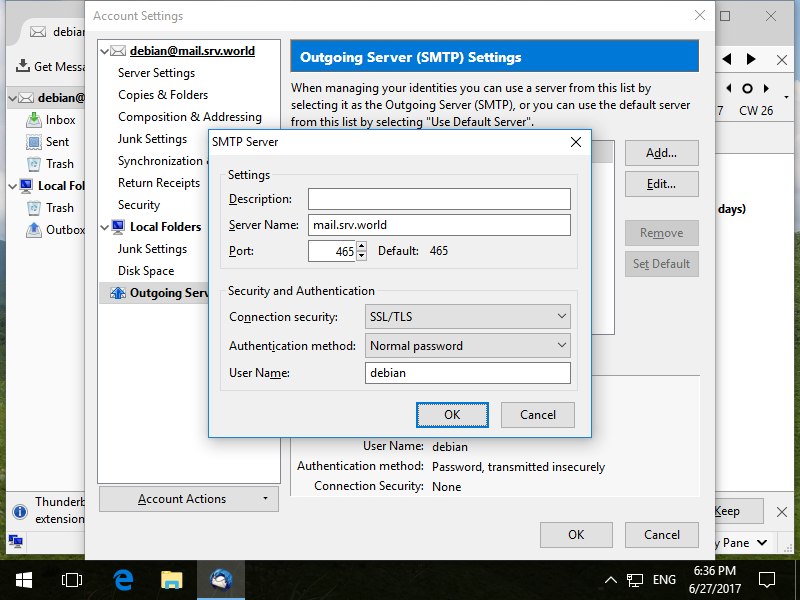 Account Settings
debian
Get Messa
debian@
Inbox
Sent
Trash
Local Fol
Trash
Outbox
debian@mail.srv.world
Server Settings
Copies & Folders
Composition & Addressing
Junk Settings
Synchronization
Return Receipts
Security
Local Folders
Junk Settings
Disk Space
Outgoing Serv
Account Actions
Outgoing Server (SMTP) Settings
When managing your identities you can use a server from this list by
selecting it as the Outgoing Server (SMTP), or you can use the default server
from this list by selecting "Use Default Server".
Add...
Edit...
Remove
Set Default
SMTP Server
Settings
Description:
Server Name: mail.srv.world
Port: 465 Default: 465
Security and Authentication
Connection security: SSL/TLS
Authentication method: Normal password
User Name: debian
OK Cancel
User Name: debian
Authentication method: Password, transmitted insecurely
Connection Security: None
OK Cancel
7 CW 26
days)
Thunderb
extension
Keep
y Pane
ENG
6:36 PM
6/27/2017